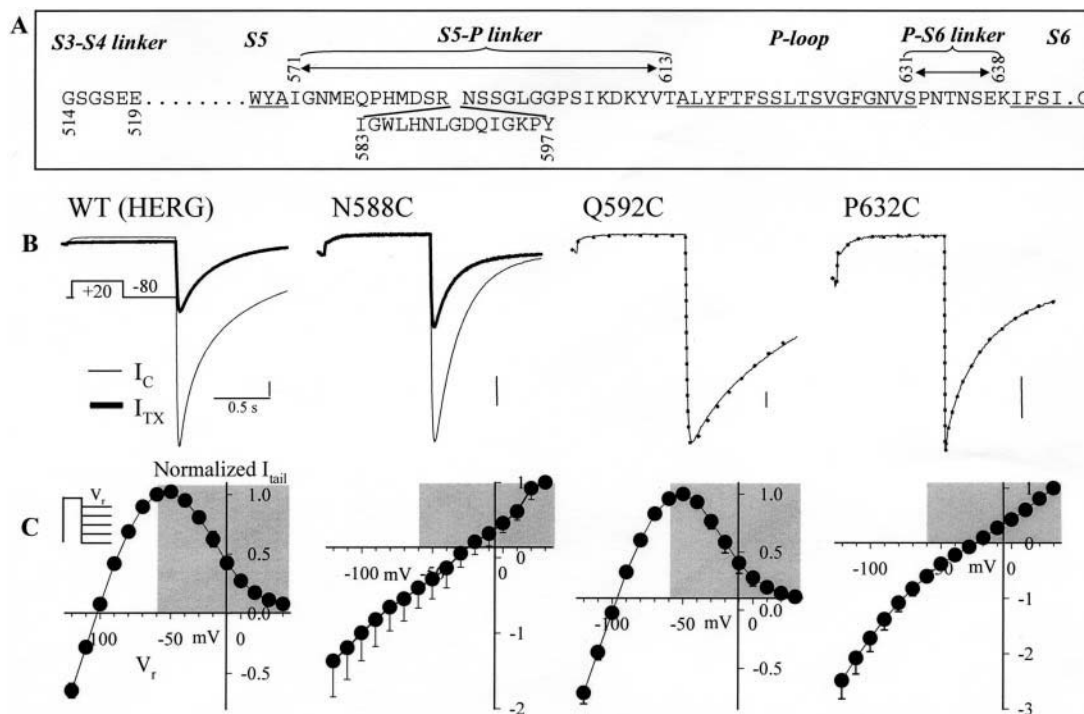 A
S3-S4 linker S5 S5-P linker P-loop P-S6 linker S6
571 613 631 638
GSGSEE........WYAIGNMEQPHMDSR NSSGLGGPSIKDKYVTALYFTFSSLTSVGFGNVSPNTNSEKIFSI.G
514 519 IGWLHNLGDQIGKPY
583 597
WT (HERG) N588C Q592C P632C
B
+20 -80
I_C
I_TX
0.5 s
Normalized I_tail
C
V_r
1.0 1 1.0 1
0.5 0.5
-100 mV -50 0 -100 mV 0
0.0 0.0
-100 -50 mV 0 -1 -100 -50 mV 0 -1
V_r -0.5 -0.5 -2
-2 -3